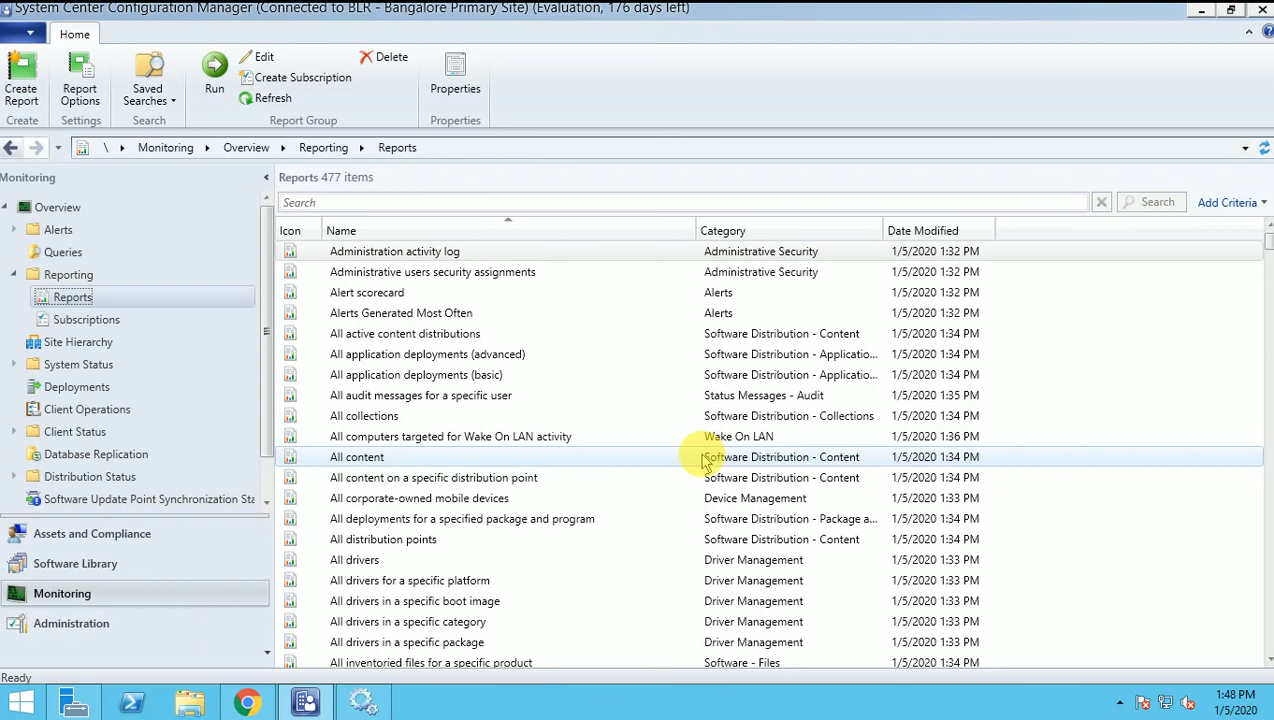 System Center Configuration Manager (Connected to BLR - Bangalore Primary Site) (Evaluation, 176 days left)
Home
Create Report
Report Options
Saved Searches
Run
Edit
Create Subscription
Refresh
Delete
Properties
Create
Settings
Search
Report Group
Properties
\ Monitoring Overview Reporting Reports
Monitoring
Overview
Alerts
Queries
Reporting
Reports
Subscriptions
Site Hierarchy
System Status
Deployments
Client Operations
Client Status
Database Replication
Distribution Status
Software Update Point Synchronization Sta
Assets and Compliance
Software Library
Monitoring
Administration
Reports 477 items
Search Search Add Criteria
Icon Name Category Date Modified
Administration activity log Administrative Security 1/5/2020 1:32 PM
Administrative users security assignments Administrative Security 1/5/2020 1:32 PM
Alert scorecard Alerts 1/5/2020 1:32 PM
Alerts Generated Most Often Alerts 1/5/2020 1:32 PM
All active content distributions Software Distribution - Content 1/5/2020 1:34 PM
All application deployments (advanced) Software Distribution - Applicatio... 1/5/2020 1:34 PM
All application deployments (basic) Software Distribution - Applicatio... 1/5/2020 1:34 PM
All audit messages for a specific user Status Messages - Audit 1/5/2020 1:35 PM
All collections Software Distribution - Collections 1/5/2020 1:34 PM
All computers targeted for Wake On LAN activity Wake On LAN 1/5/2020 1:36 PM
All content Software Distribution - Content 1/5/2020 1:34 PM
All content on a specific distribution point Software Distribution - Content 1/5/2020 1:34 PM
All corporate-owned mobile devices Device Management 1/5/2020 1:33 PM
All deployments for a specified package and program Software Distribution - Package a... 1/5/2020 1:34 PM
All distribution points Software Distribution - Content 1/5/2020 1:34 PM
All drivers Driver Management 1/5/2020 1:33 PM
All drivers for a specific platform Driver Management 1/5/2020 1:33 PM
All drivers in a specific boot image Driver Management 1/5/2020 1:33 PM
All drivers in a specific category Driver Management 1/5/2020 1:33 PM
All drivers in a specific package Driver Management 1/5/2020 1:33 PM
All inventoried files for a specific product Software - Files 1/5/2020 1:34 PM
Ready
1:48 PM
1/5/2020